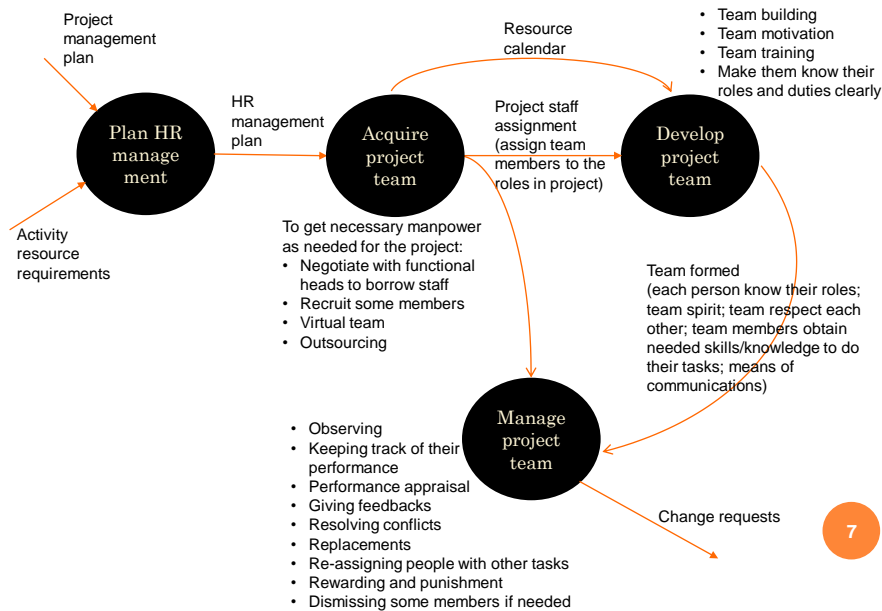 Project
management
plan
Plan HR
manage
ment
Activity
resource
requirements
HR
management
plan
Acquire
project
team
To get necessary manpower
as needed for the project:
• Negotiate with functional
heads to borrow staff
• Recruit some members
• Virtual team
• Outsourcing
Resource
calendar
Project staff
assignment
(assign team
members to the
roles in project)
• Team building
• Team motivation
• Team training
• Make them know their
roles and duties clearly
Develop
project
team
Team formed
(each person know their roles;
team spirit; team respect each
other; team members obtain
needed skills/knowledge to do
their tasks; means of
communications)
Manage
project
team
• Observing
• Keeping track of their
performance
• Performance appraisal
• Giving feedbacks
• Resolving conflicts
• Replacements
• Re-assigning people with other tasks
• Rewarding and punishment
• Dismissing some members if needed
Change requests
7